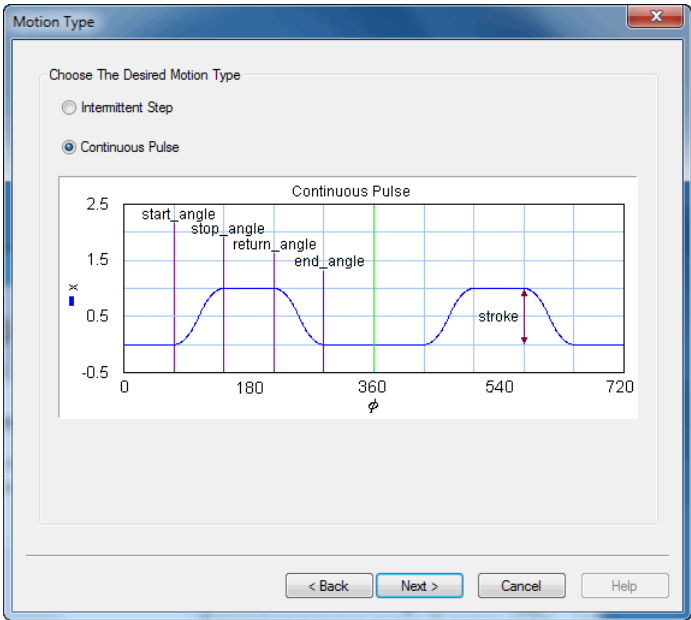 Motion Type
Choose The Desired Motion Type
Intermittent Step
Continuous Pulse
Continuous Pulse
2.5
start_angle
stop_angle
return_angle
end_angle
1.5
x
0.5
stroke
-0.5
0 180 360 540 720
ϕ
< Back Next > Cancel Help